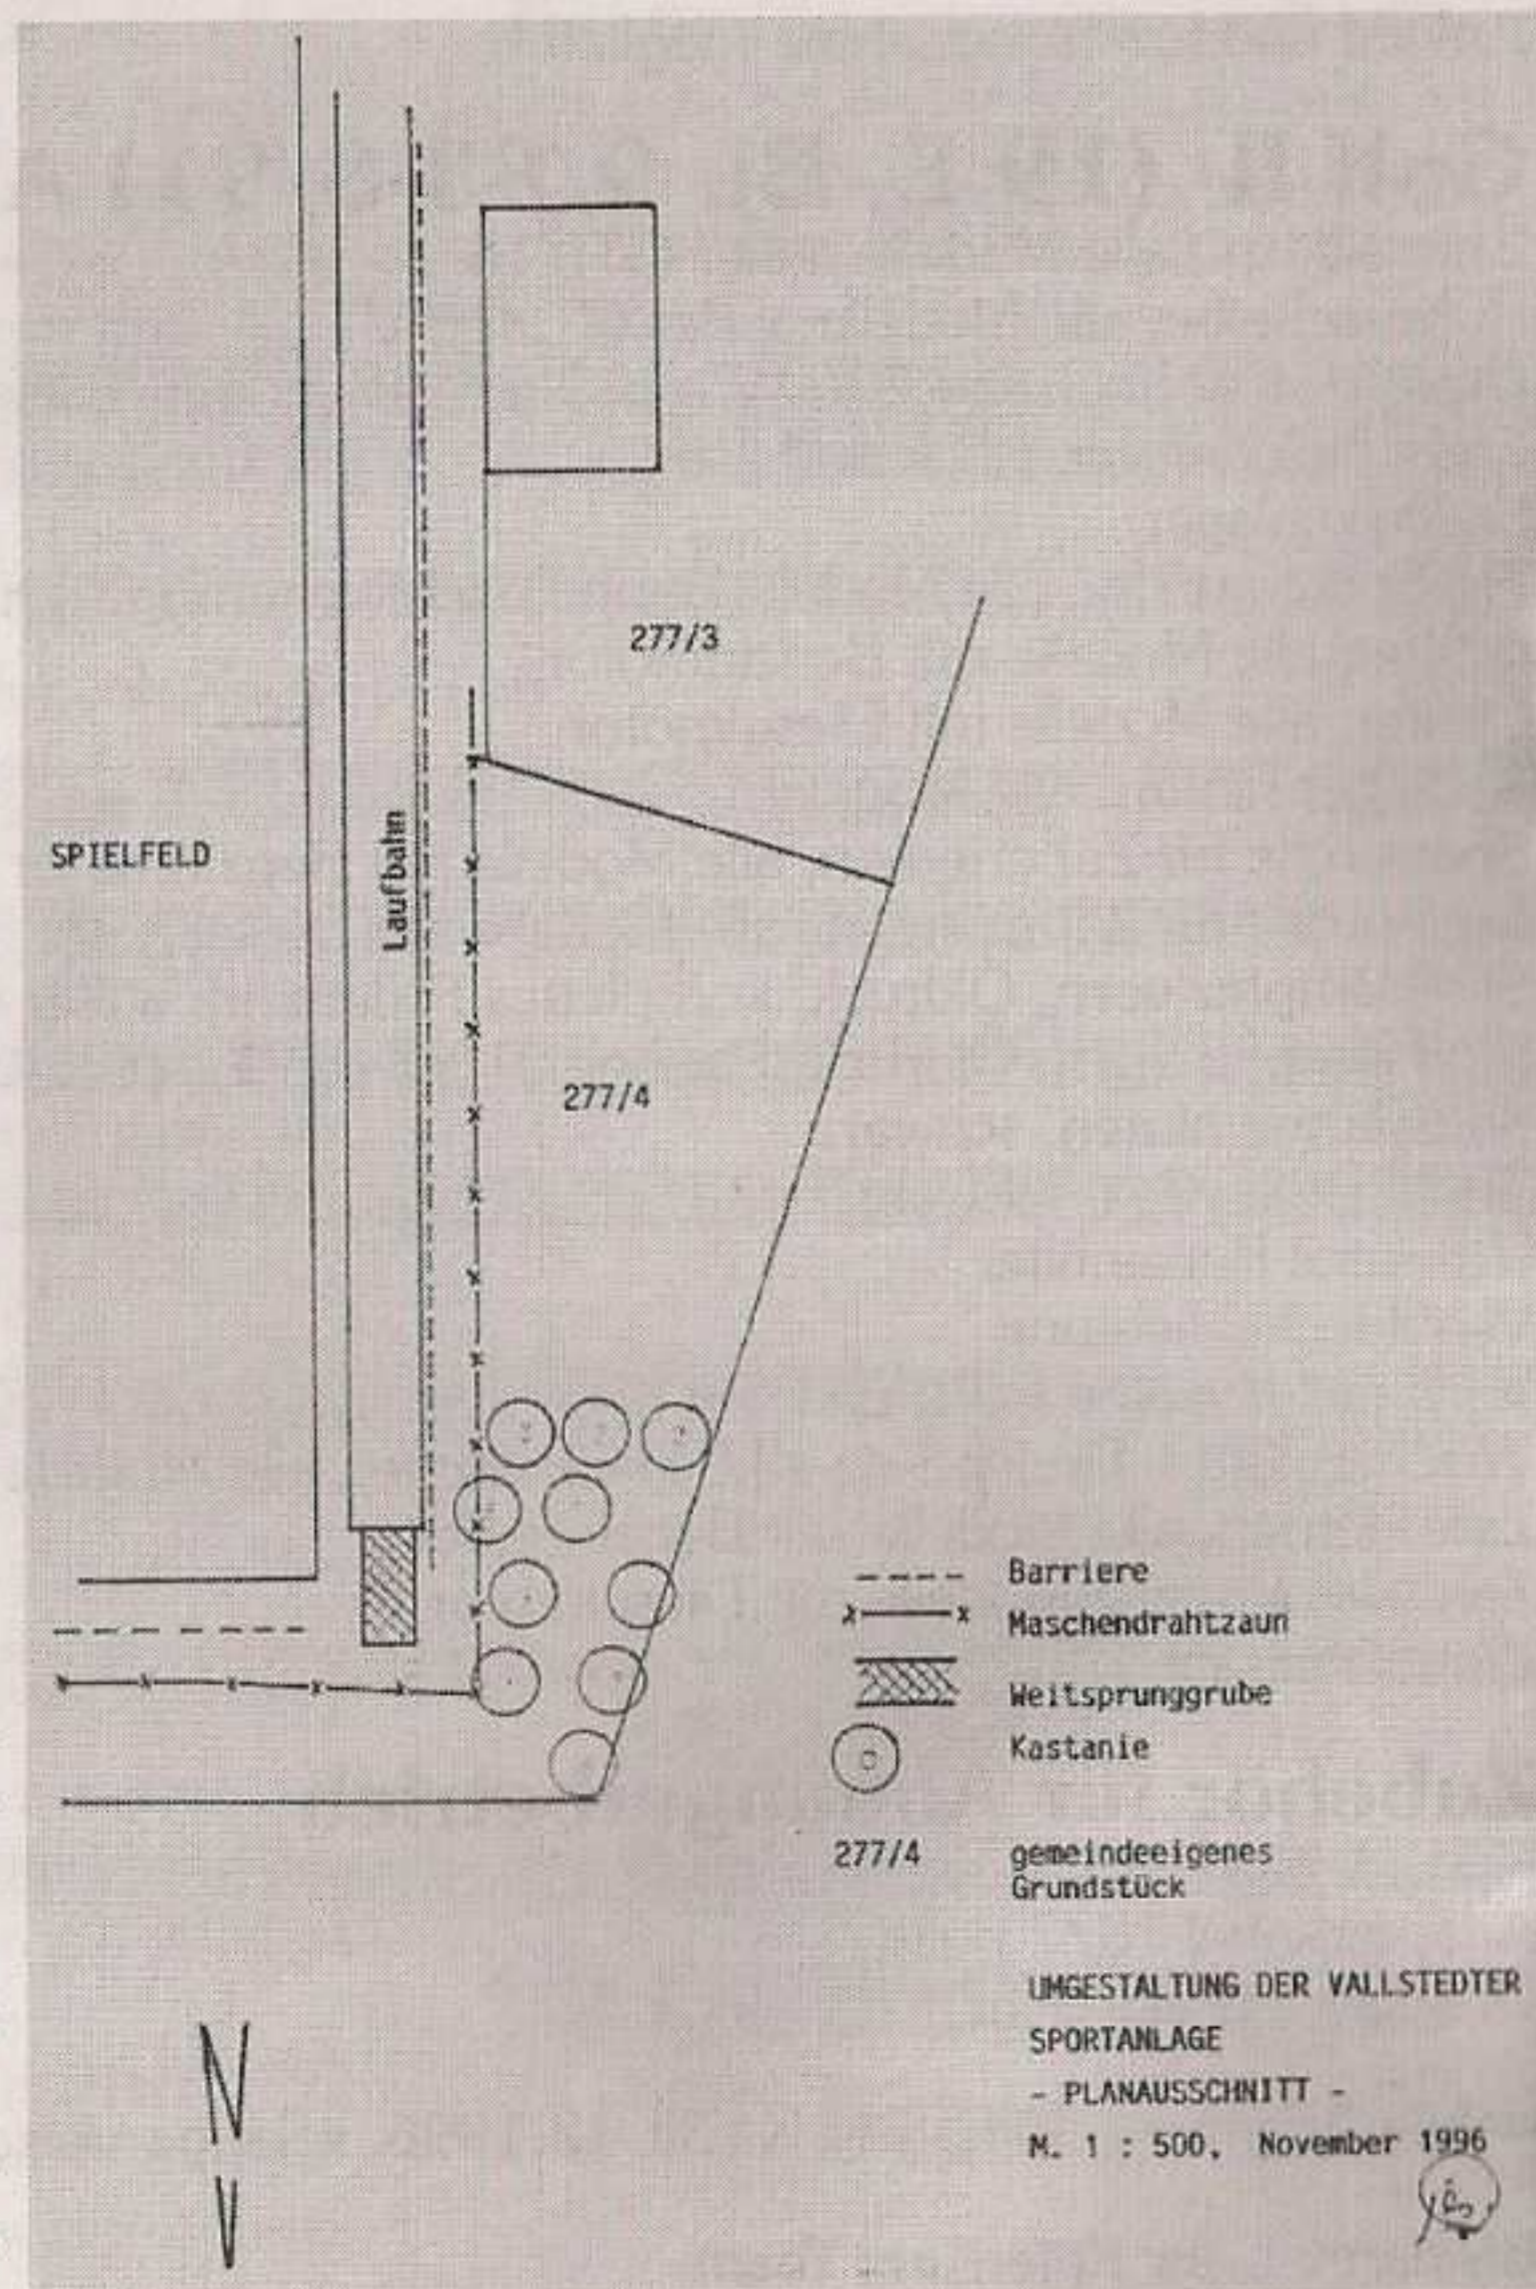 277/3
SPIELFELD
Laufbahn
277/4
Barriere
Maschendrahtzaun
Weitsprunggrube
Kastanie
277/4 gemeindeeigenes
Grundstück
UMGESTALTUNG DER VALLSTEDTER
SPORTANLAGE
- PLANAUSSCHNITT -
M. 1 : 500. November 1996
N